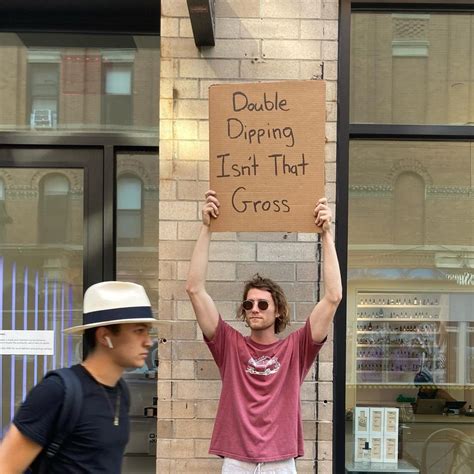 Double
Dipping
Isn't That
Gross